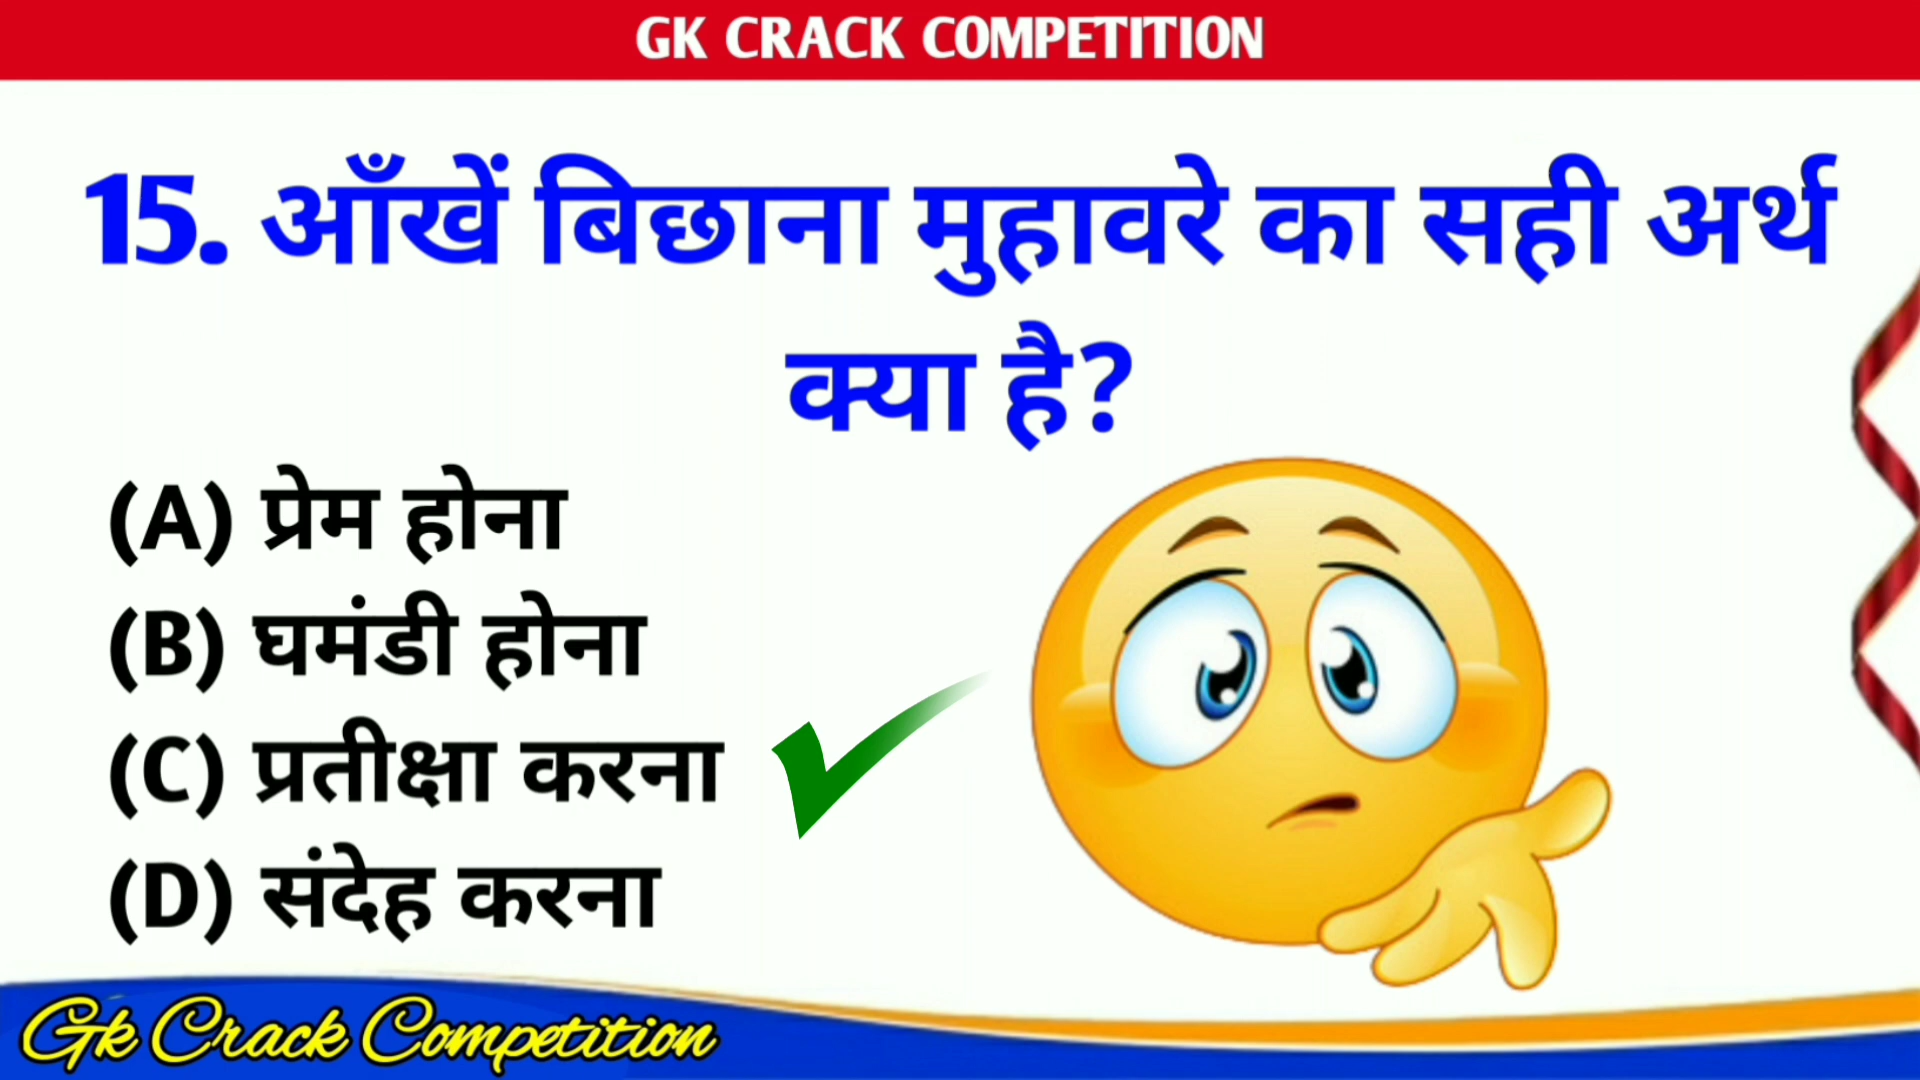 GK CRACK COMPETITION
15. आँखें बिछाना मुहावरे का सही अर्थ
क्या है?
(A) प्रेम होना
(B) घमंडी होना
(C) प्रतीक्षा करना
(D) संदेह करना
Gk Crack Competition